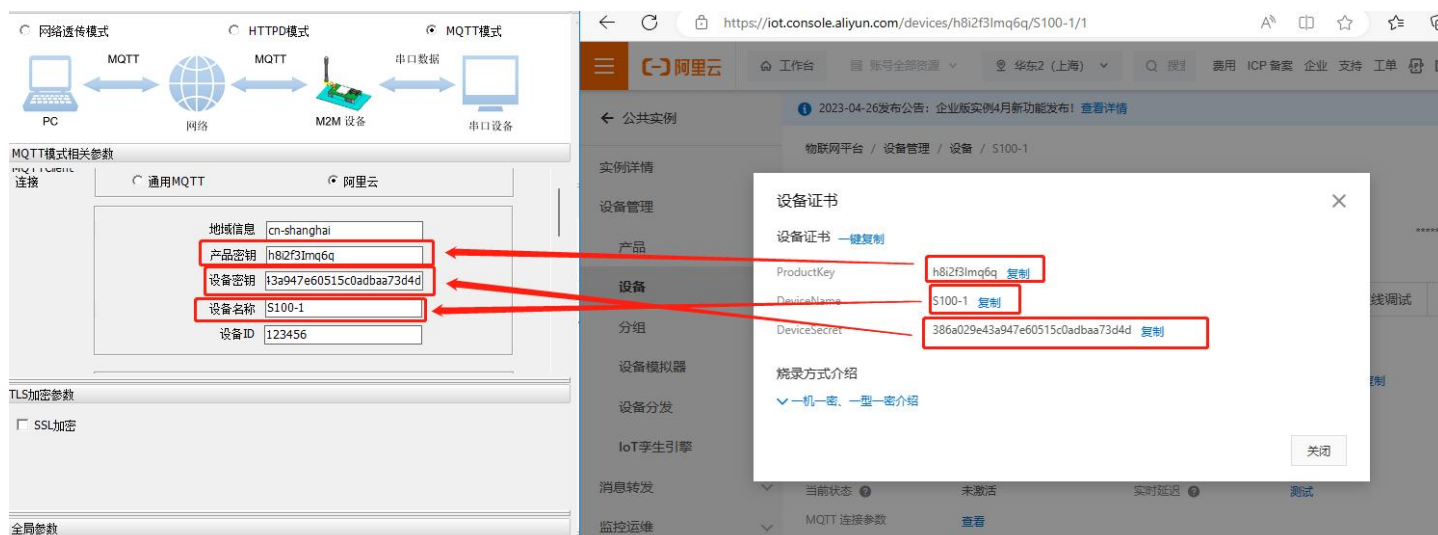 网络透传模式
HTTPD模式
MQTT模式
MQTT
MQTT
串口数据
PC
网络
M2M 设备
串口设备
MQTT模式相关参数
MQTTClient
连接
通用MQTT
阿里云
地域信息 cn-shanghai
产品密钥 h8i2f3Imq6q
设备密钥 43a947e60515c0adbaa73d4d
设备名称 S100-1
设备ID 123456
TLS加密参数
SSL加密
全局参数
https://iot.console.aliyun.com/devices/h8i2f3Imq6q/S100-1/1
阿里云
工作台
账号全部资源
华东2（上海）
费用 ICP备案 企业 支持 工单
2023-04-26发布公告：企业版实例4月新功能发布！查看详情
公共实例
物联网平台 / 设备管理 / 设备 / S100-1
实例详情
设备管理
产品
设备
分组
设备模拟器
设备分发
IoT孪生引擎
消息转发
监控运维
设备证书
设备证书 一键复制
ProductKey
h8i2f3Imq6q 复制
DeviceName
S100-1 复制
DeviceSecret
386a029e43a947e60515c0adbaa73d4d 复制
烧录方式介绍
一机一密、一型一密介绍
关闭
*****
线调试
当前状态
未激活
实时延迟
测试
MQTT 连接参数
查看